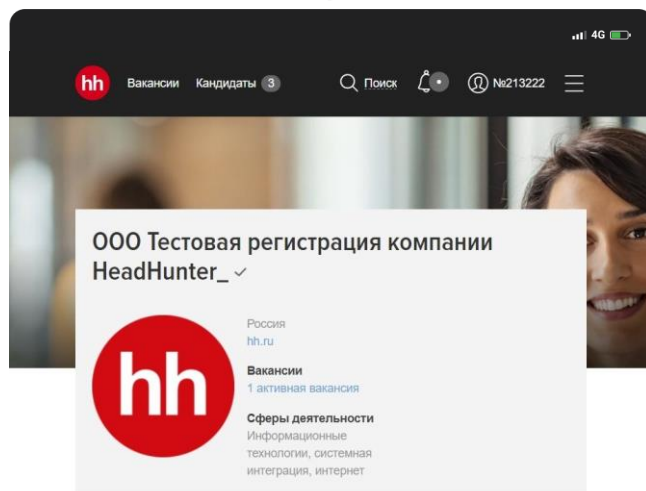 4G
hh Вакансии Кандидаты 3 Поиск №213222
ООО Тестовая регистрация компании
HeadHunter_
hh
Россия
hh.ru
Вакансии
1 активная вакансия
Сферы деятельности
Информационные
технологии, системная
интеграция, интернет